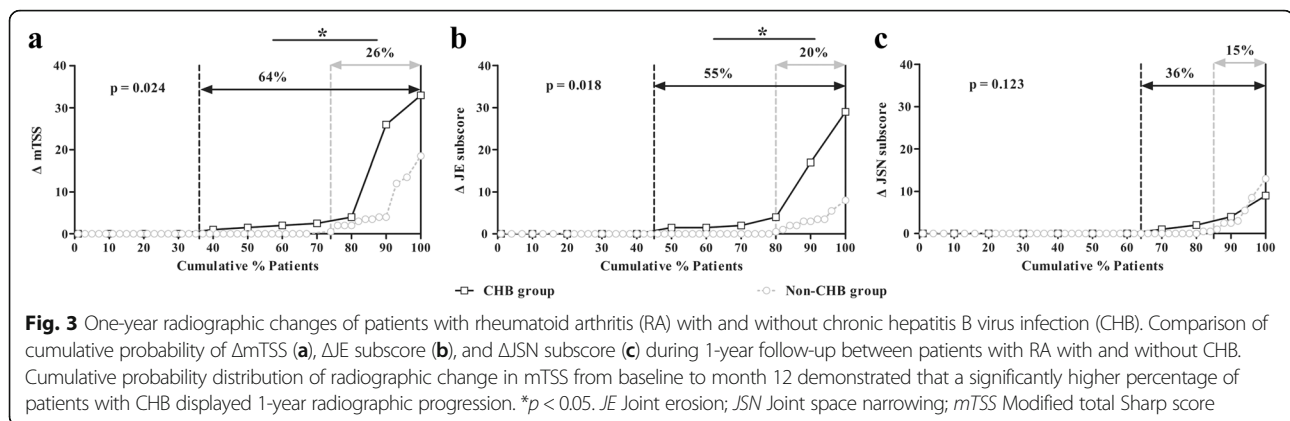 a
*
26%
64%
p = 0.024
Δ mTSS
40
30
20
10
0
0 10 20 30 40 50 60 70 80 90 100
Cumulative % Patients
b
*
20%
55%
p = 0.018
Δ JE subscore
40
30
20
10
0
0 10 20 30 40 50 60 70 80 90 100
Cumulative % Patients
c
15%
36%
p = 0.123
Δ JSN subscore
40
30
20
10
0
0 10 20 30 40 50 60 70 80 90 100
Cumulative % Patients
CHB group
Non-CHB group
Fig. 3 One-year radiographic changes of patients with rheumatoid arthritis (RA) with and without chronic hepatitis B virus infection (CHB). Comparison of
cumulative probability of ΔmTSS (a), ΔJE subscore (b), and ΔJSN subscore (c) during 1-year follow-up between patients with RA with and without CHB.
Cumulative probability distribution of radiographic change in mTSS from baseline to month 12 demonstrated that a significantly higher percentage of
patients with CHB displayed 1-year radiographic progression. *p < 0.05. JE Joint erosion; JSN Joint space narrowing; mTSS Modified total Sharp score